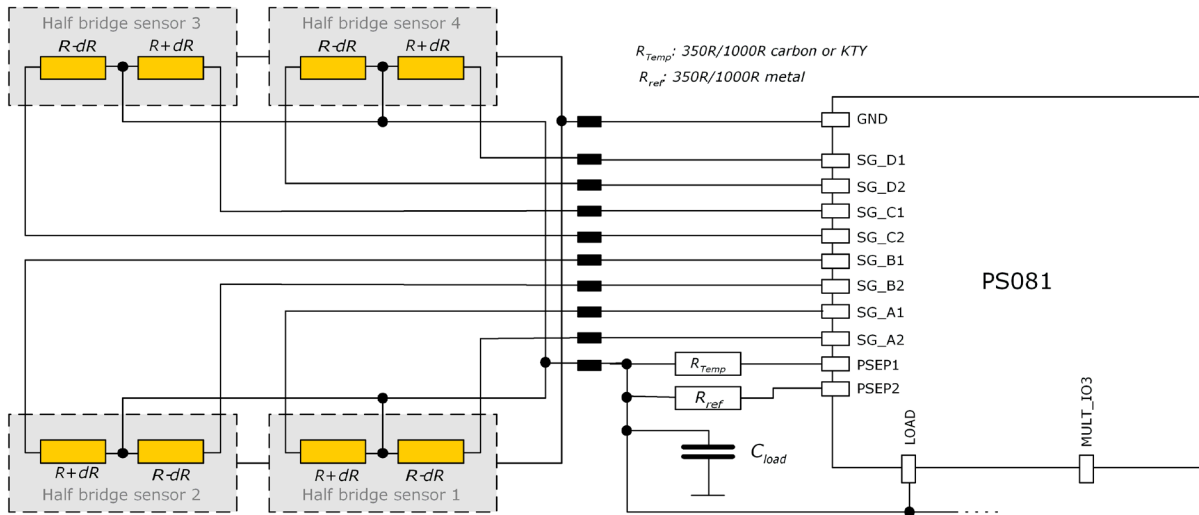 Half bridge sensor 3
R-dR
R+dR
Half bridge sensor 4
R-dR
R+dR
RTemp: 350R/1000R carbon or KTY
Rref: 350R/1000R metal
GND
SG_D1
SG_D2
SG_C1
SG_C2
SG_B1
SG_B2
SG_A1
SG_A2
PSEP1
PSEP2
PS081
LOAD
MULT_IO3
RTemp
Rref
Cload
R+dR
R-dR
Half bridge sensor 2
R+dR
R-dR
Half bridge sensor 1